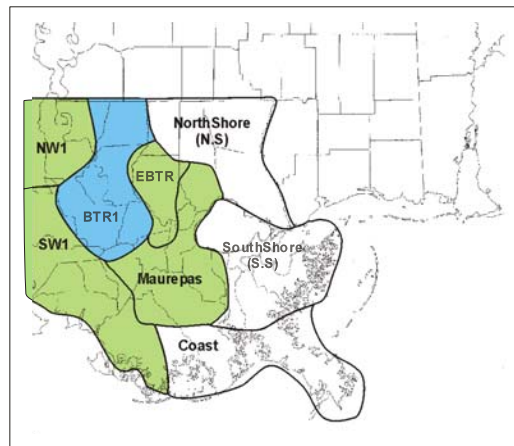 NorthShore
(N.S)
NW1
EBTR
BTR1
SW1
SouthShore
(S.S)
Maurepas
Coast